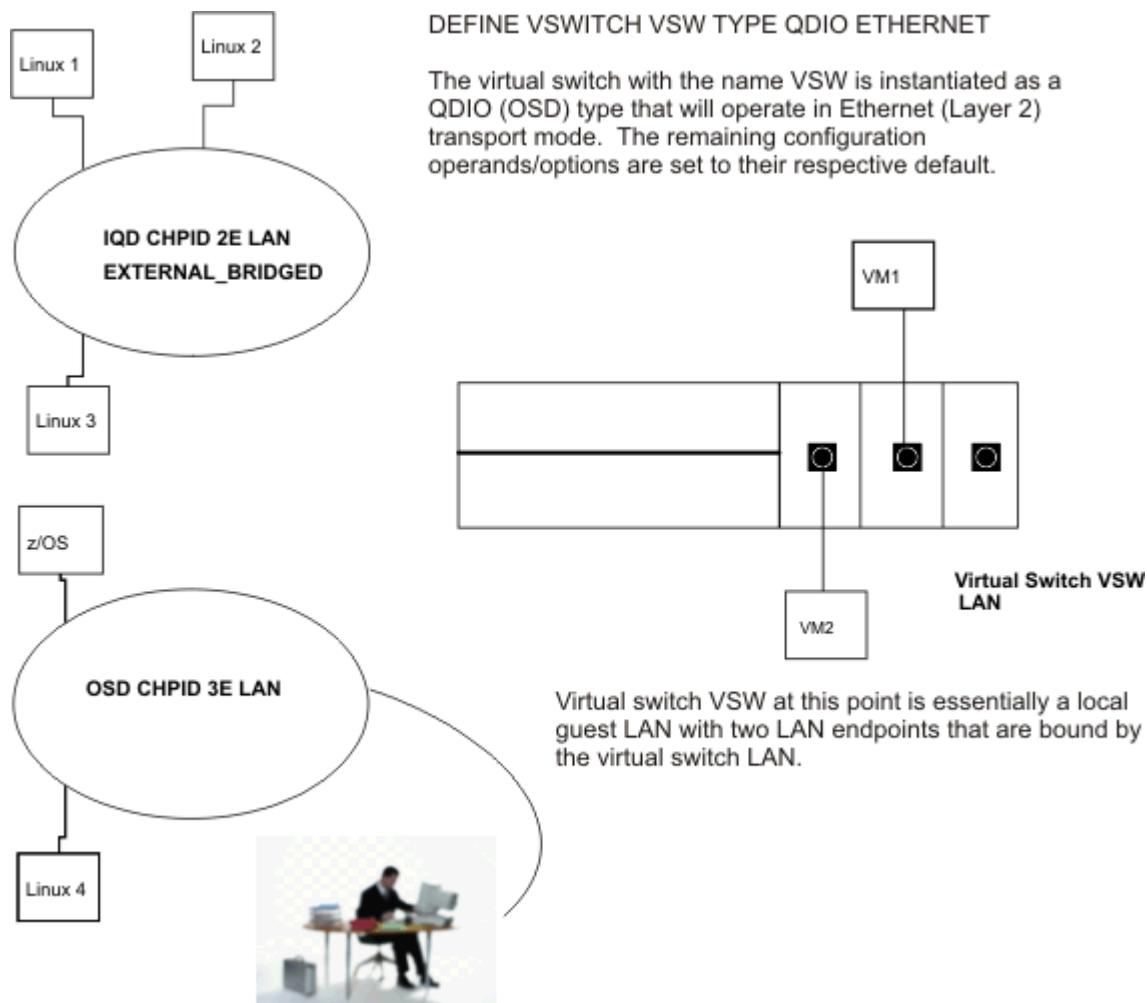 Linux 1
Linux 2
IQD CHPID 2E LAN
EXTERNAL_BRIDGED
Linux 3
z/OS
OSD CHPID 3E LAN
Linux 4
DEFINE VSWITCH VSW TYPE QDIO ETHERNET
The virtual switch with the name VSW is instantiated as a
QDIO (OSD) type that will operate in Ethernet (Layer 2)
transport mode.  The remaining configuration
operands/options are set to their respective default.
VM1
VM2
Virtual Switch VSW
LAN
Virtual switch VSW at this point is essentially a local
guest LAN with two LAN endpoints that are bound by
the virtual switch LAN.